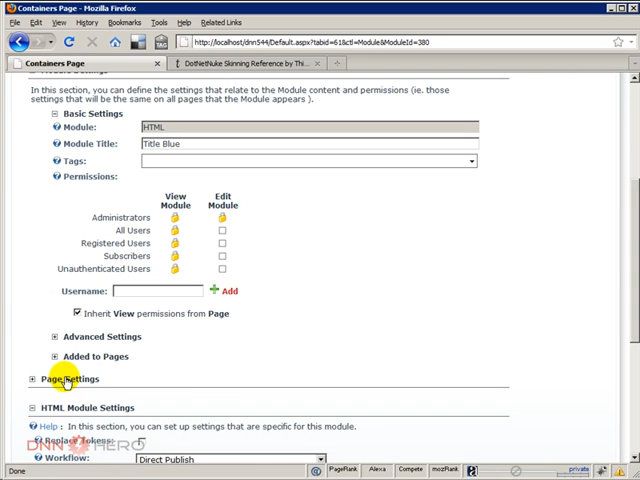 Containers Page - Mozilla Firefox
File Edit View History Bookmarks Tools Help Related Links
http://localhost/dnn544/Default.aspx?tabid=61&ctl=Module&ModuleId=380
Containers Page
DotNetNuke Skinning Reference by Thi...
Module Settings
In this section, you can define the settings that relate to the Module content and permissions (ie. those
settings that will be the same on all pages that the Module appears ).
Basic Settings
Module: HTML
Module Title: Title Blue
Tags:
Permissions:
View Edit
Module Module
Administrators
All Users
Registered Users
Subscribers
Unauthenticated Users
Username: Add
Inherit View permissions from Page
Advanced Settings
Added to Pages
Page Settings
HTML Module Settings
Help : In this section, you can set up settings that are specific for this module.
Replace Tokens:
DNN HERO
Workflow: Direct Publish
Done PageRank Alexa Compete mozRank private